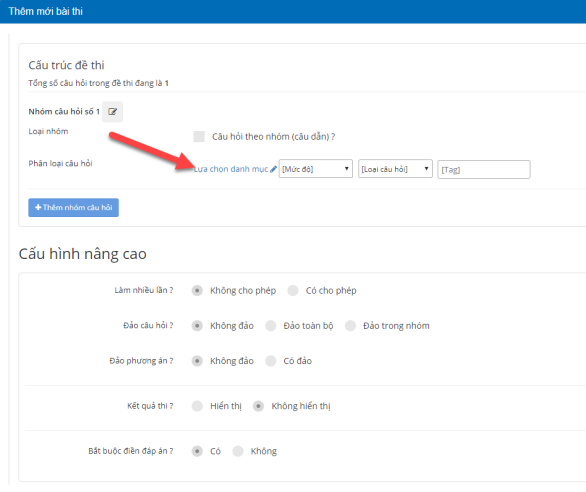 Thêm mới bài thi
Cấu trúc đề thi
Tổng số câu hỏi trong đề thi đang là 1
Nhóm câu hỏi số 1
Loại nhóm
Câu hỏi theo nhóm (câu dẫn) ?
Phân loại câu hỏi
Lựa chọn danh mục [Mức độ] [Loại câu hỏi] [Tag]
+ Thêm nhóm câu hỏi
Cấu hình nâng cao
Làm nhiều lần ? Không cho phép Có cho phép
Đảo câu hỏi ? Không đảo Đảo toàn bộ Đảo trong nhóm
Đảo phương án ? Không đảo Có đảo
Kết quả thi ? Hiển thị Không hiển thị
Bắt buộc điền đáp án ? Có Không